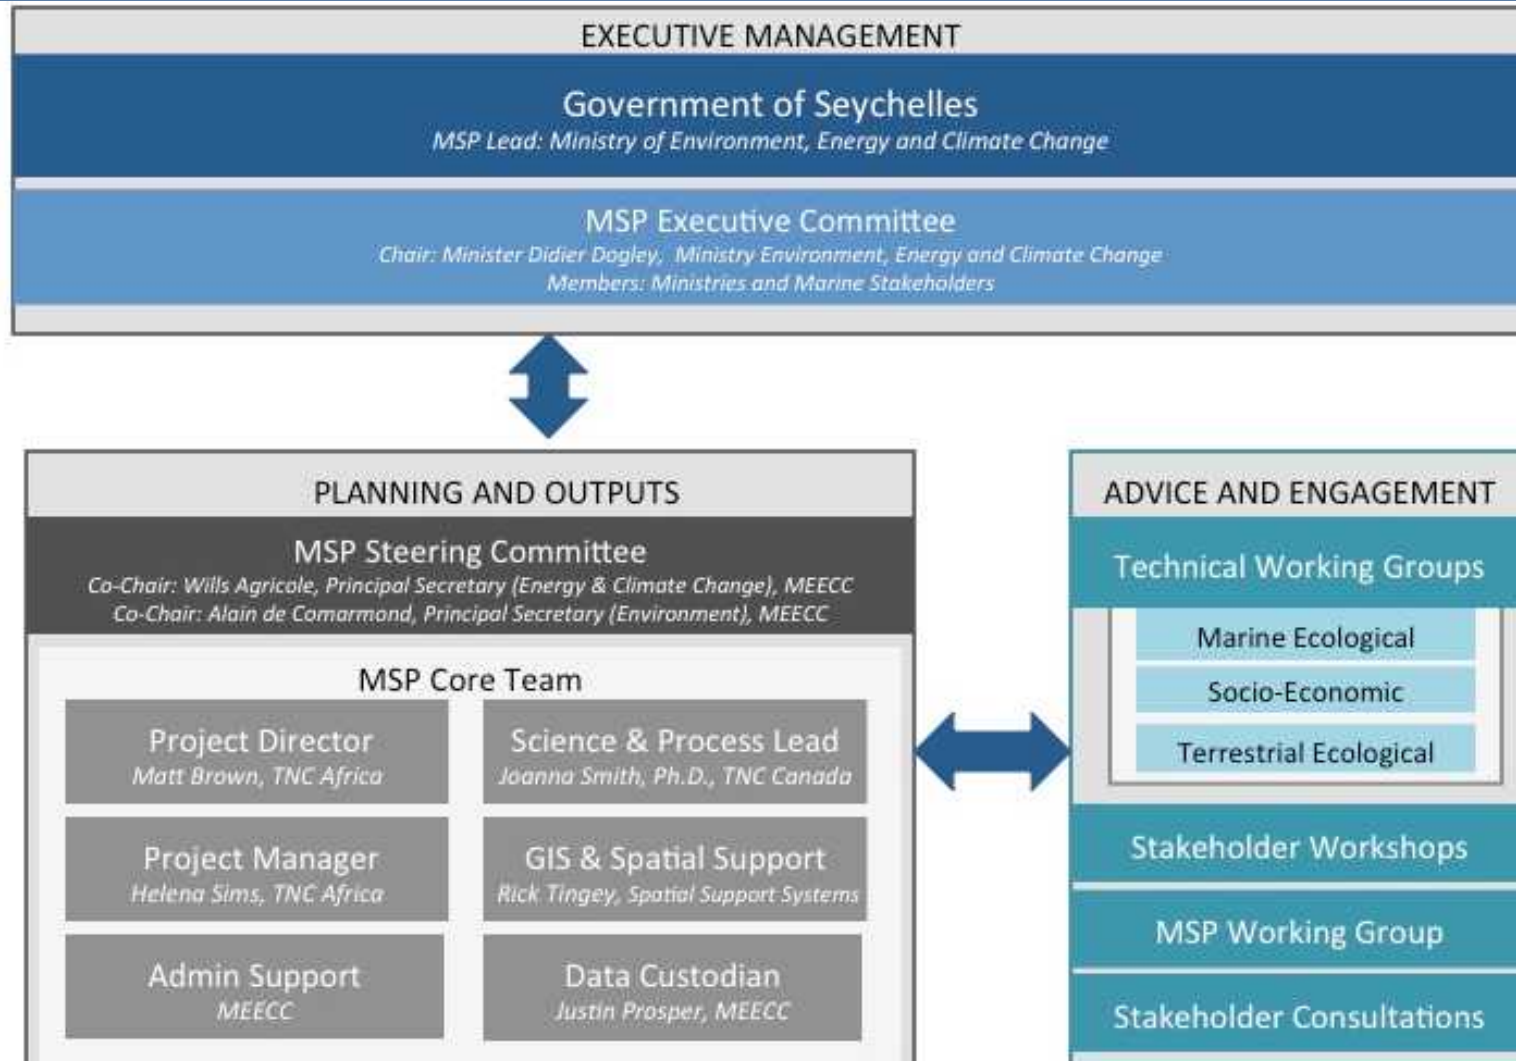 EXECUTIVE MANAGEMENT
Government of Seychelles
MSP Lead: Ministry of Environment, Energy and Climate Change
MSP Executive Committee
Chair: Minister Didier Dogley, Ministry Environment, Energy and Climate Change
Members: Ministries and Marine Stakeholders
PLANNING AND OUTPUTS
MSP Steering Committee
Co-Chair: Wills Agricole, Principal Secretary (Energy & Climate Change), MEECC
Co-Chair: Alain de Comarmond, Principal Secretary (Environment), MEECC
MSP Core Team
Project Director
Matt Brown, TNC Africa
Science & Process Lead
Joanna Smith, Ph.D., TNC Canada
Project Manager
Helena Sims, TNC Africa
GIS & Spatial Support
Rick Tingey, Spatial Support Systems
Admin Support
MEECC
Data Custodian
Justin Prosper, MEECC
ADVICE AND ENGAGEMENT
Technical Working Groups
Marine Ecological
Socio-Economic
Terrestrial Ecological
Stakeholder Workshops
MSP Working Group
Stakeholder Consultations